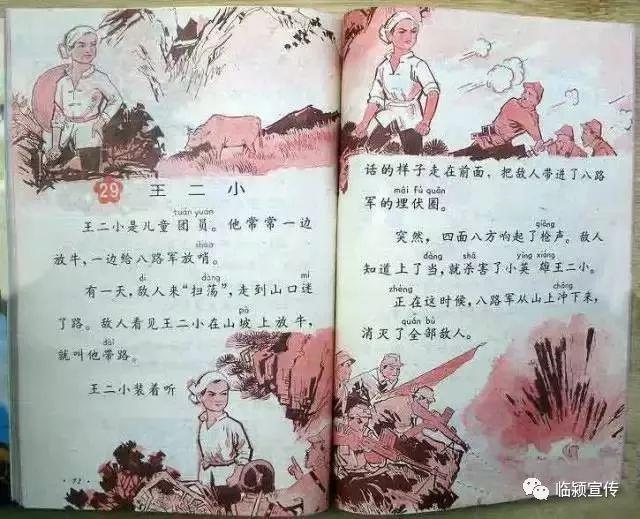 29
王二小
tuán yuán
王二小是儿童团员。他常常一边
shào
放牛,一边给八路军放哨。
dí dàng mí
有一天,敌人来“扫荡”,走到山口迷
pō
了路。敌人看见王二小在山坡上放牛,
dài
就叫他带路。
王二小装着听
72
话的样子走在前面,把敌人带进了八路
mái fú quān
军的埋伏圈。
qiāng
突然,四面八方响起了枪声。敌人
dàng shā yīng xióng
知道上了当,就杀害了小英雄王二小。
zhèng chōng
正在这时候,八路军从山上冲下来,
quán bù
消灭了全部敌人。
临颍宣传